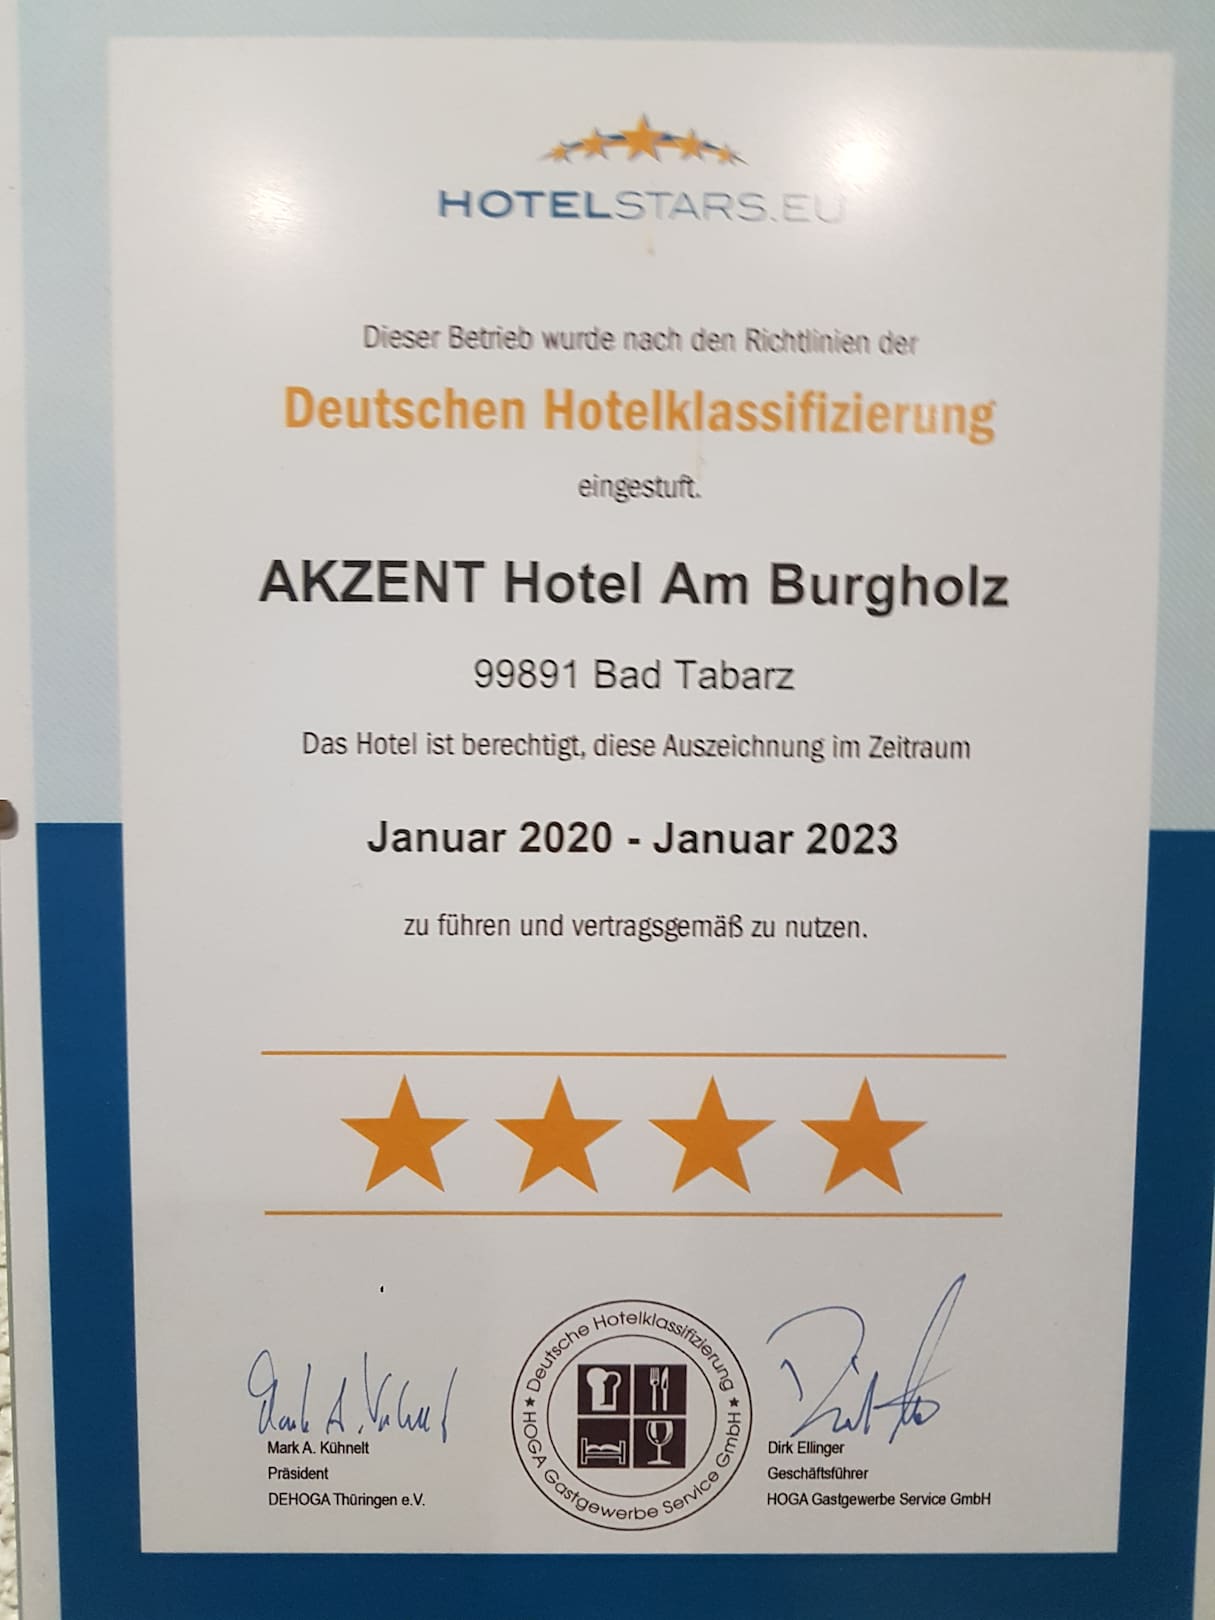 HOTELSTARS.EU
Dieser Betrieb wurde nach den Richtlinien der
Deutschen Hotelklassifizierung
eingestuft.
AKZENT Hotel Am Burgholz
99891 Bad Tabarz
Das Hotel ist berechtigt, diese Auszeichnung im Zeitraum
Januar 2020 - Januar 2023
zu führen und vertragsgemäß zu nutzen.
Mark A. Kühnelt
Präsident
DEHOGA Thüringen e.V.
★ Deutsche Hotelklassifizierung ★
HOGA Gastgewerbe Service GmbH
Dirk Ellinger
Geschäftsführer
HOGA Gastgewerbe Service GmbH